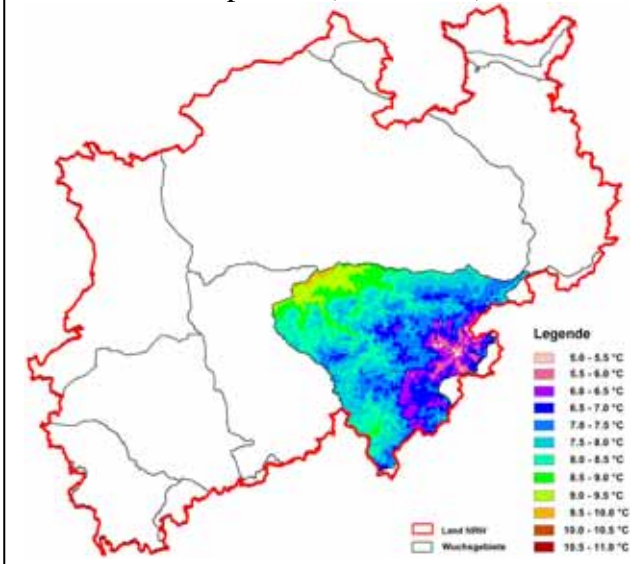 Legende
5.0 - 5.5 °C
5.5 - 6.0 °C
6.0 - 6.5 °C
6.5 - 7.0 °C
7.0 - 7.5 °C
7.5 - 8.0 °C
8.0 - 8.5 °C
8.5 - 9.0 °C
9.0 - 9.5 °C
9.5 - 10.0 °C
10.0 - 10.5 °C
10.5 - 11.0 °C
Land NRW
Wuchsgebiete